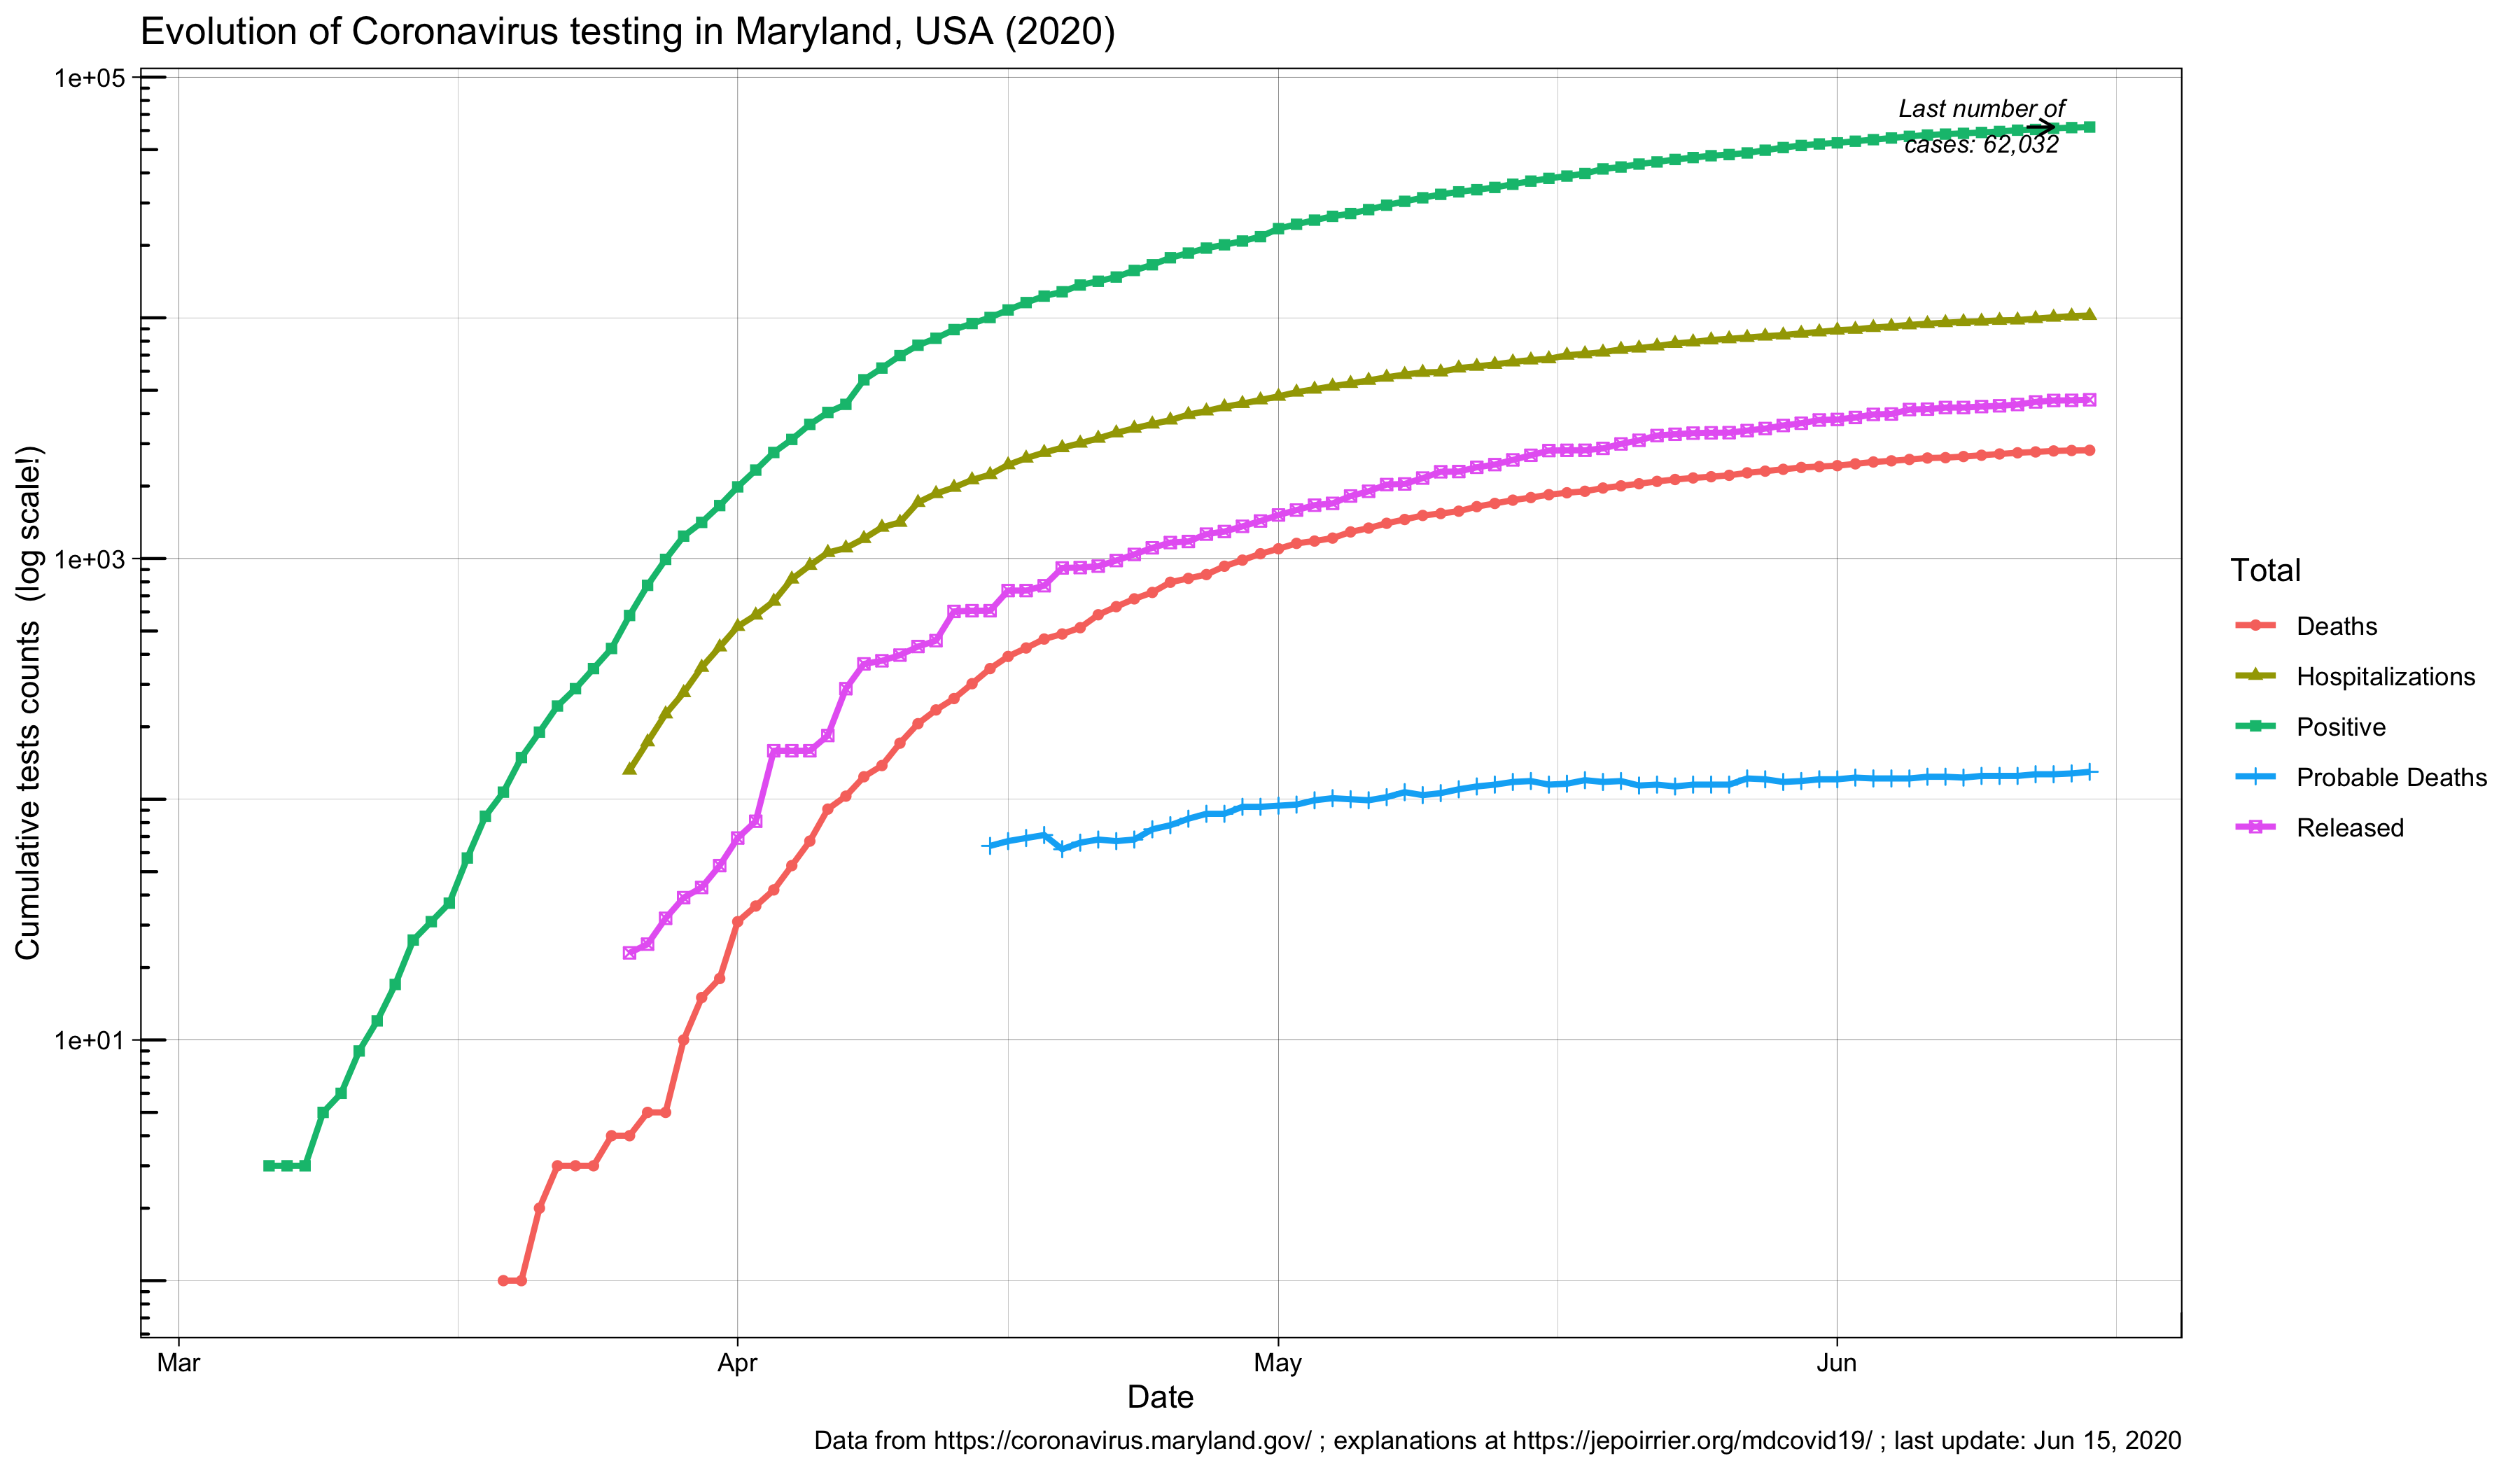 Evolution of Coronavirus testing in Maryland, USA (2020)
1e+05
1e+03
1e+01
Cumulative tests counts  (log scale!)
Last number of
cases: 62,032
Total
Deaths
Hospitalizations
Positive
Probable Deaths
Released
Mar
Apr
May
Jun
Date
Data from https://coronavirus.maryland.gov/ ; explanations at https://jepoirrier.org/mdcovid19/ ; last update: Jun 15, 2020